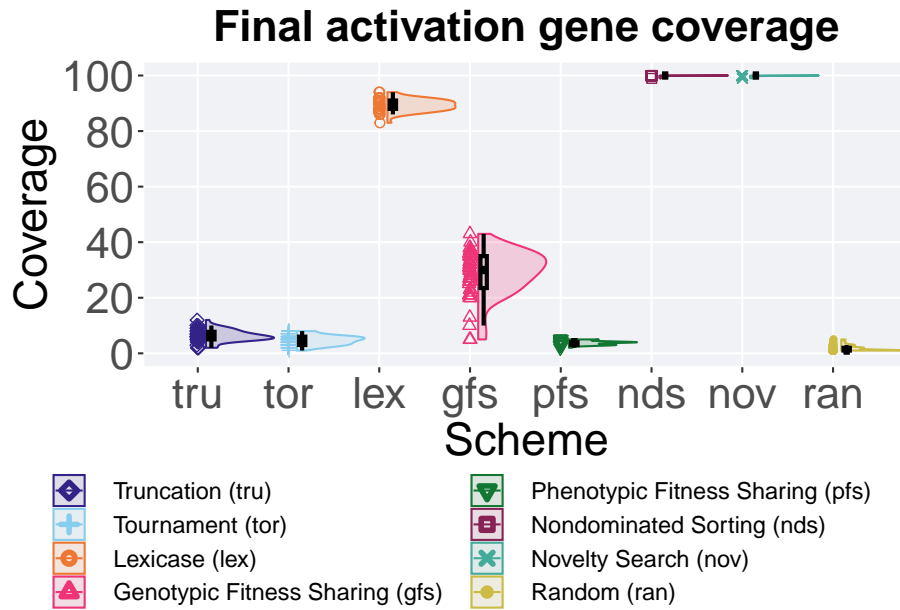 Final activation gene coverage
Coverage
100
80
60
40
20
0
tru tor lex gfs pfs nds nov ran
Scheme
Truncation (tru)
Tournament (tor)
Lexicase (lex)
Genotypic Fitness Sharing (gfs)
Phenotypic Fitness Sharing (pfs)
Nondominated Sorting (nds)
Novelty Search (nov)
Random (ran)